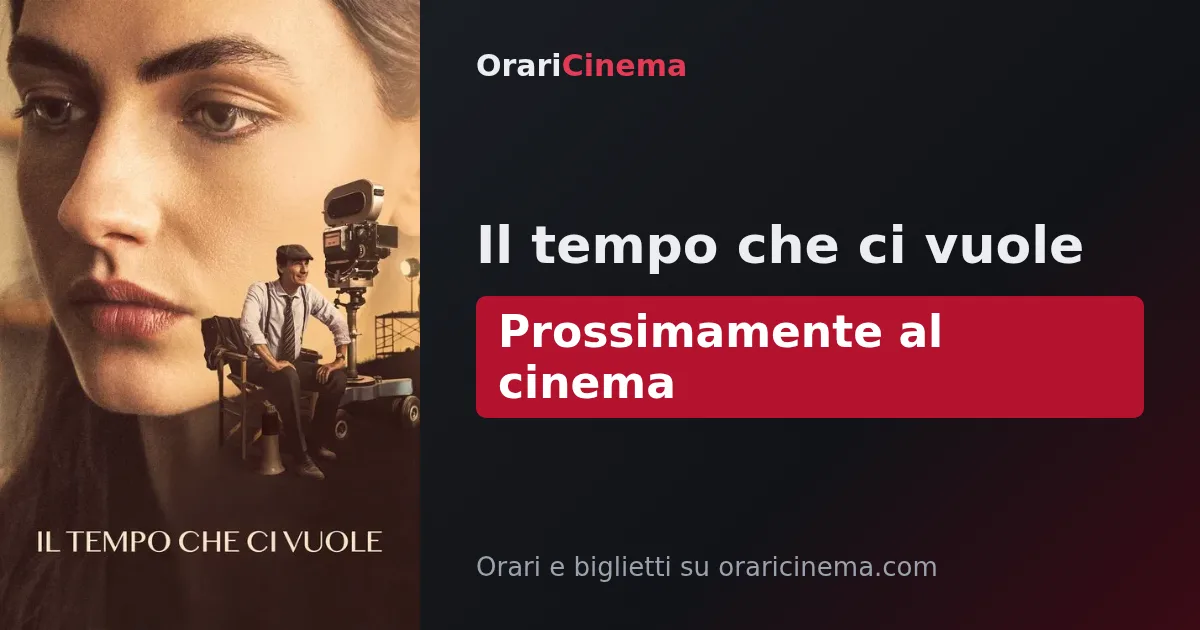 IL TEMPO CHE CI VUOLE
OrariCinema
Il tempo che ci vuole
Prossimamente al
cinema
Orari e biglietti su oraricinema.com